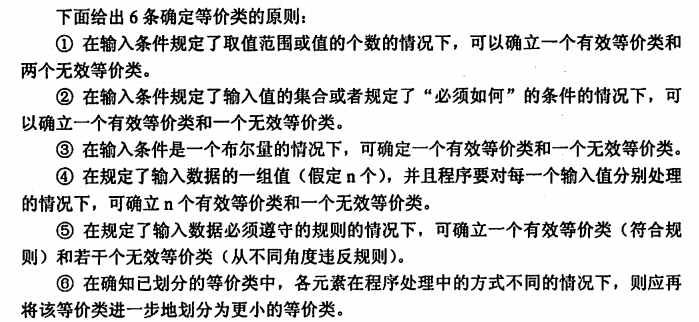 下面给出6条确定等价类的原则：
① 在输入条件规定了取值范围或值的个数的情况下，可以确立一个有效等价类和
两个无效等价类。
② 在输入条件规定了输入值的集合或者规定了“必须如何”的条件的情况下，可
以确立一个有效等价类和一个无效等价类。
③ 在输入条件是一个布尔量的情况下，可确定一个有效等价类和一个无效等价类。
④ 在规定了输入数据的一组值（假定n个），并且程序要对每一个输入值分别处理
的情况下，可确立n个有效等价类和一个无效等价类。
⑤ 在规定了输入数据必须遵守的规则的情况下，可确立一个有效等价类（符合规
则）和若干个无效等价类（从不同角度违反规则）。
⑥ 在确知已划分的等价类中，各元素在程序处理中的方式不同的情况下，则应再
将该等价类进一步地划分为更小的等价类。